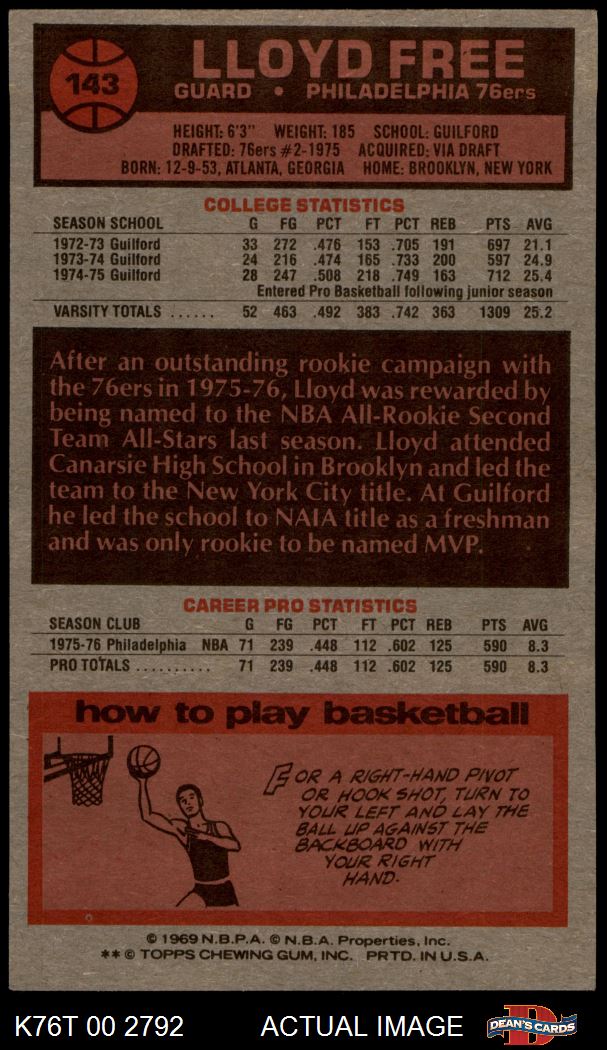 143
LLOYD FREE
GUARD • PHILADELPHIA 76ers
HEIGHT: 6'3" WEIGHT: 185 SCHOOL: GUILFORD
DRAFTED: 76ers #2-1975 ACQUIRED: VIA DRAFT
BORN: 12-9-53, ATLANTA, GEORGIA HOME: BROOKLYN, NEW YORK
COLLEGE STATISTICS
SEASON SCHOOL G FG PCT FT PCT REB PTS AVG
1972-73 Guilford 33 272 .476 153 .705 191 697 21.1
1973-74 Guilford 24 216 .474 165 .733 200 597 24.9
1974-75 Guilford 28 247 .508 218 .749 163 712 25.4
Entered Pro Basketball following junior season
VARSITY TOTALS ...... 52 463 .492 383 .742 363 1309 25.2
After an outstanding rookie campaign with
the 76ers in 1975-76, Lloyd was rewarded by
being named to the NBA All-Rookie Second
Team All-Stars last season. Lloyd attended
Canarsie High School in Brooklyn and led the
team to the New York City title. At Guilford
he led the school to NAIA title as a freshman
and was only rookie to be named MVP.
CAREER PRO STATISTICS
SEASON CLUB G FG PCT FT PCT REB PTS AVG
1975-76 Philadelphia NBA 71 239 .448 112 .602 125 590 8.3
PRO TOTALS .......... 71 239 .448 112 .602 125 590 8.3
how to play basketball
FOR A RIGHT-HAND PIVOT
OR HOOK SHOT, TURN TO
YOUR LEFT AND LAY THE
BALL UP AGAINST THE
BACKBOARD WITH
YOUR RIGHT
HAND.
© 1969 N.B.P.A. © N.B.A. Properties, Inc.
** © TOPPS CHEWING GUM, INC. PRTD. IN U.S.A.
K76T 00 2792 ACTUAL IMAGE
D
DEAN'S CARDS